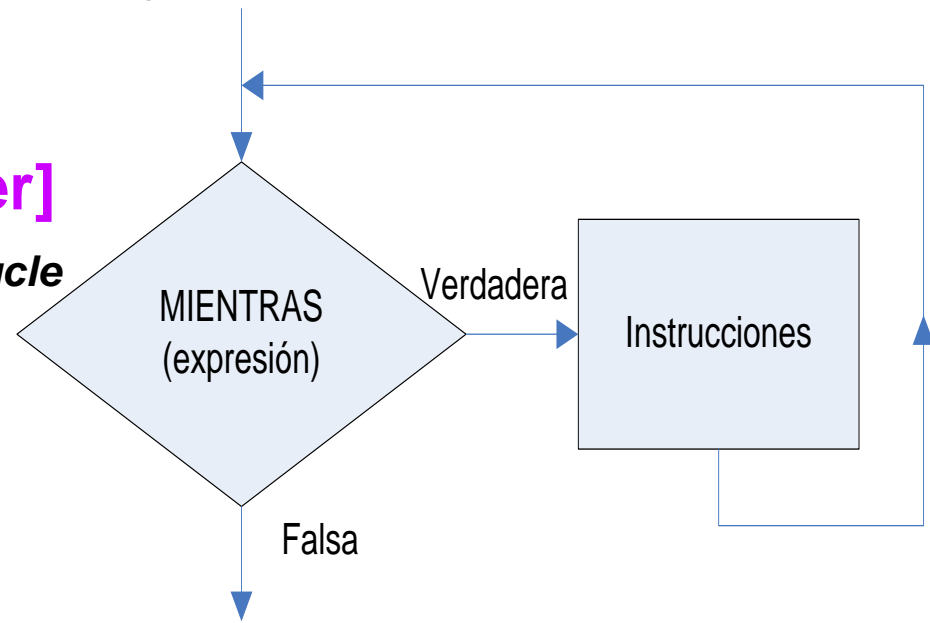 er]
ucle
MIENTRAS
(expresión)
Verdadera
Instrucciones
Falsa